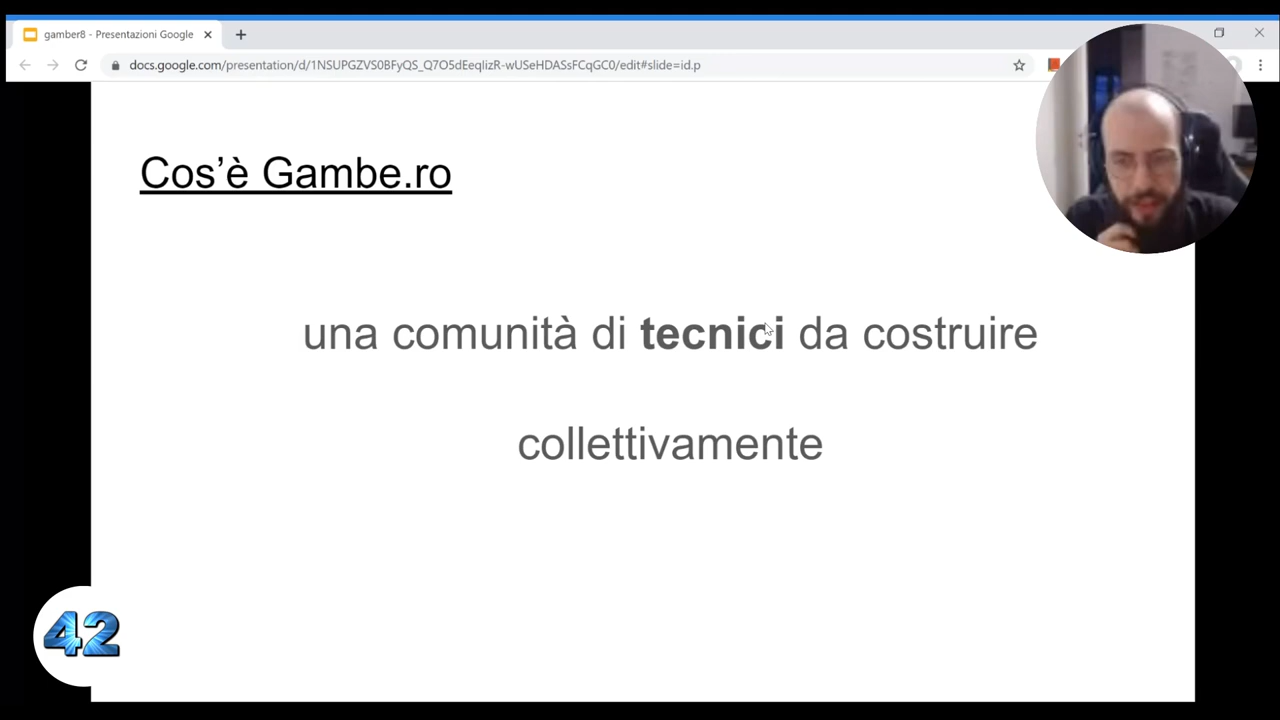 gamber8 - Presentazioni Google
docs.google.com/presentation/d/1NSUPGZVS0BFyQS_Q7O5dEeqIizR-wUSeHDASsFCqGC0/edit#slide=id.p
Cos’è Gambe.ro
una comunità di tecnici da costruire
collettivamente
42